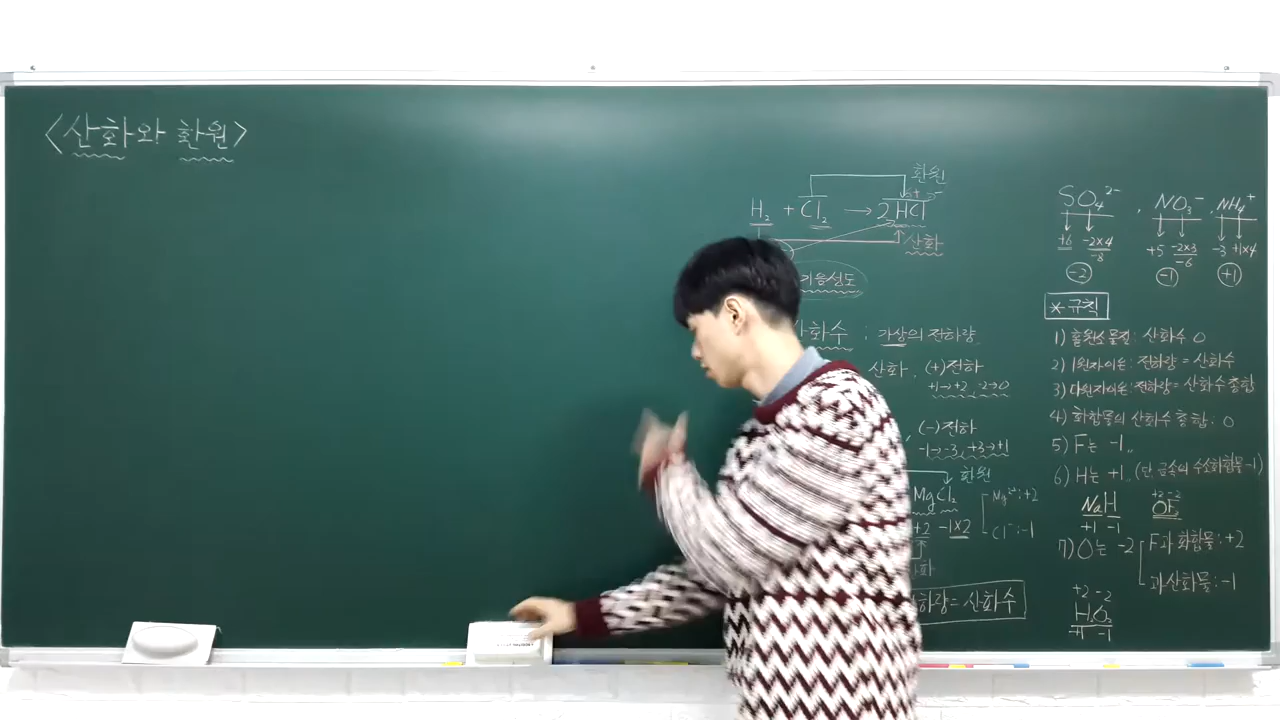 <산화와 환원>
환원
H₂ + Cl₂ → 2HCl
δ+ δ-
산화
기음성도
산화수 : 가상의 전하량
산화, (+)전하
+1→+2, -2→0
, (-)전하
-1→-3, +3→+1
환원
MgCl₂
+2 -1×2
Mg²⁺:+2
Cl⁻:-1
화
하량=산화수
SO₄²⁻, NO₃⁻, NH₄⁺
+6 -2×4 +5 -2×3 -3 +1×4
-8 -6
-2 -1 +1
*규칙
1) 홑원소 물질: 산화수 0
2) 1원자 이온: 전하량 = 산화수
3) 다원자 이온: 전하량 = 산화수 총합
4) 화합물의 산화수 총합: 0
5) F는 -1,,
6) H는 +1,, (단 금속의 수소화합물 -1)
NaH
+1 -1
+2 -2
OF₂
7) O는 -2
F과 화합물: +2
과산화물: -1
+2 -2
H₂O₂
+1 -1